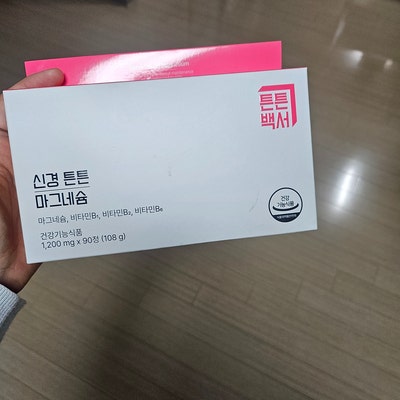 튼튼
백서
신경 튼튼
마그네슘
마그네슘, 비타민B₁, 비타민B₂, 비타민B₆
건강기능식품
1,200 mg x 90정 (108 g)
건강
기능식품